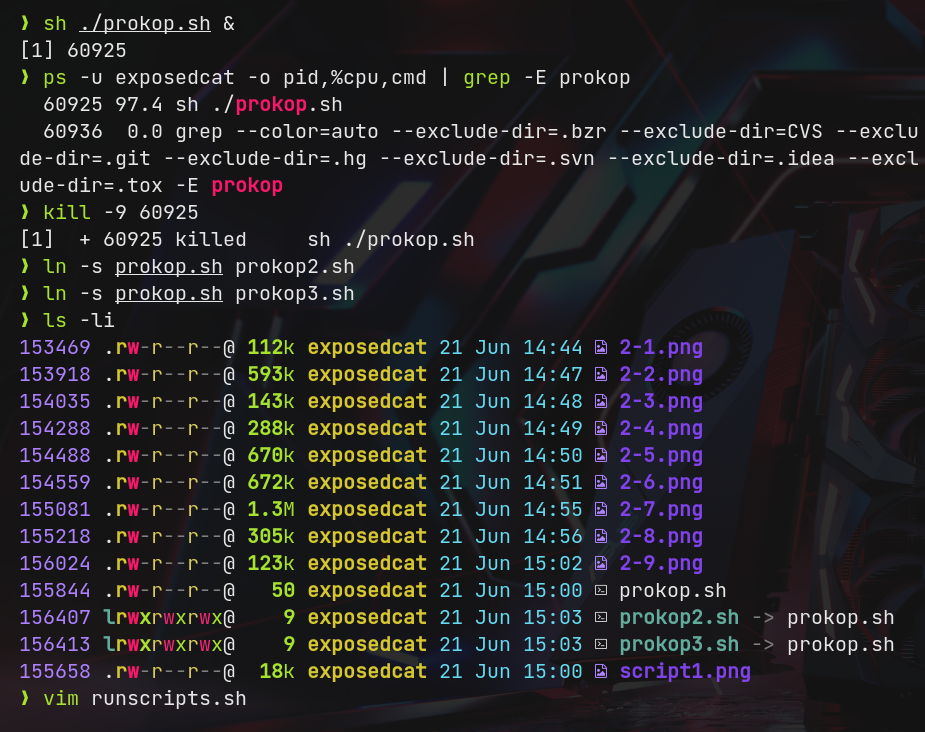 ❱ sh ./prokop.sh &
[1] 60925
❱ ps -u exposedcat -o pid,%cpu,cmd | grep -E prokop
  60925 97.4 sh ./prokop.sh
  60936  0.0 grep --color=auto --exclude-dir=.bzr --exclude-dir=CVS --exclu
de-dir=.git --exclude-dir=.hg --exclude-dir=.svn --exclude-dir=.idea --excl
ude-dir=.tox -E prokop
❱ kill -9 60925
[1]  + 60925 killed     sh ./prokop.sh
❱ ln -s prokop.sh prokop2.sh
❱ ln -s prokop.sh prokop3.sh
❱ ls -li
153469 .rw-r--r--@ 112k exposedcat 21 Jun 14:44 2-1.png
153918 .rw-r--r--@ 593k exposedcat 21 Jun 14:47 2-2.png
154035 .rw-r--r--@ 143k exposedcat 21 Jun 14:48 2-3.png
154288 .rw-r--r--@ 288k exposedcat 21 Jun 14:49 2-4.png
154488 .rw-r--r--@ 670k exposedcat 21 Jun 14:50 2-5.png
154559 .rw-r--r--@ 672k exposedcat 21 Jun 14:51 2-6.png
155081 .rw-r--r--@ 1.3M exposedcat 21 Jun 14:55 2-7.png
155218 .rw-r--r--@ 305k exposedcat 21 Jun 14:56 2-8.png
156024 .rw-r--r--@ 123k exposedcat 21 Jun 15:02 2-9.png
155844 .rw-r--r--@   50 exposedcat 21 Jun 15:00 prokop.sh
156407 lrwxrwxrwx@    9 exposedcat 21 Jun 15:03 prokop2.sh -> prokop.sh
156413 lrwxrwxrwx@    9 exposedcat 21 Jun 15:03 prokop3.sh -> prokop.sh
155658 .rw-r--r--@  18k exposedcat 21 Jun 15:00 script1.png
❱ vim runscripts.sh